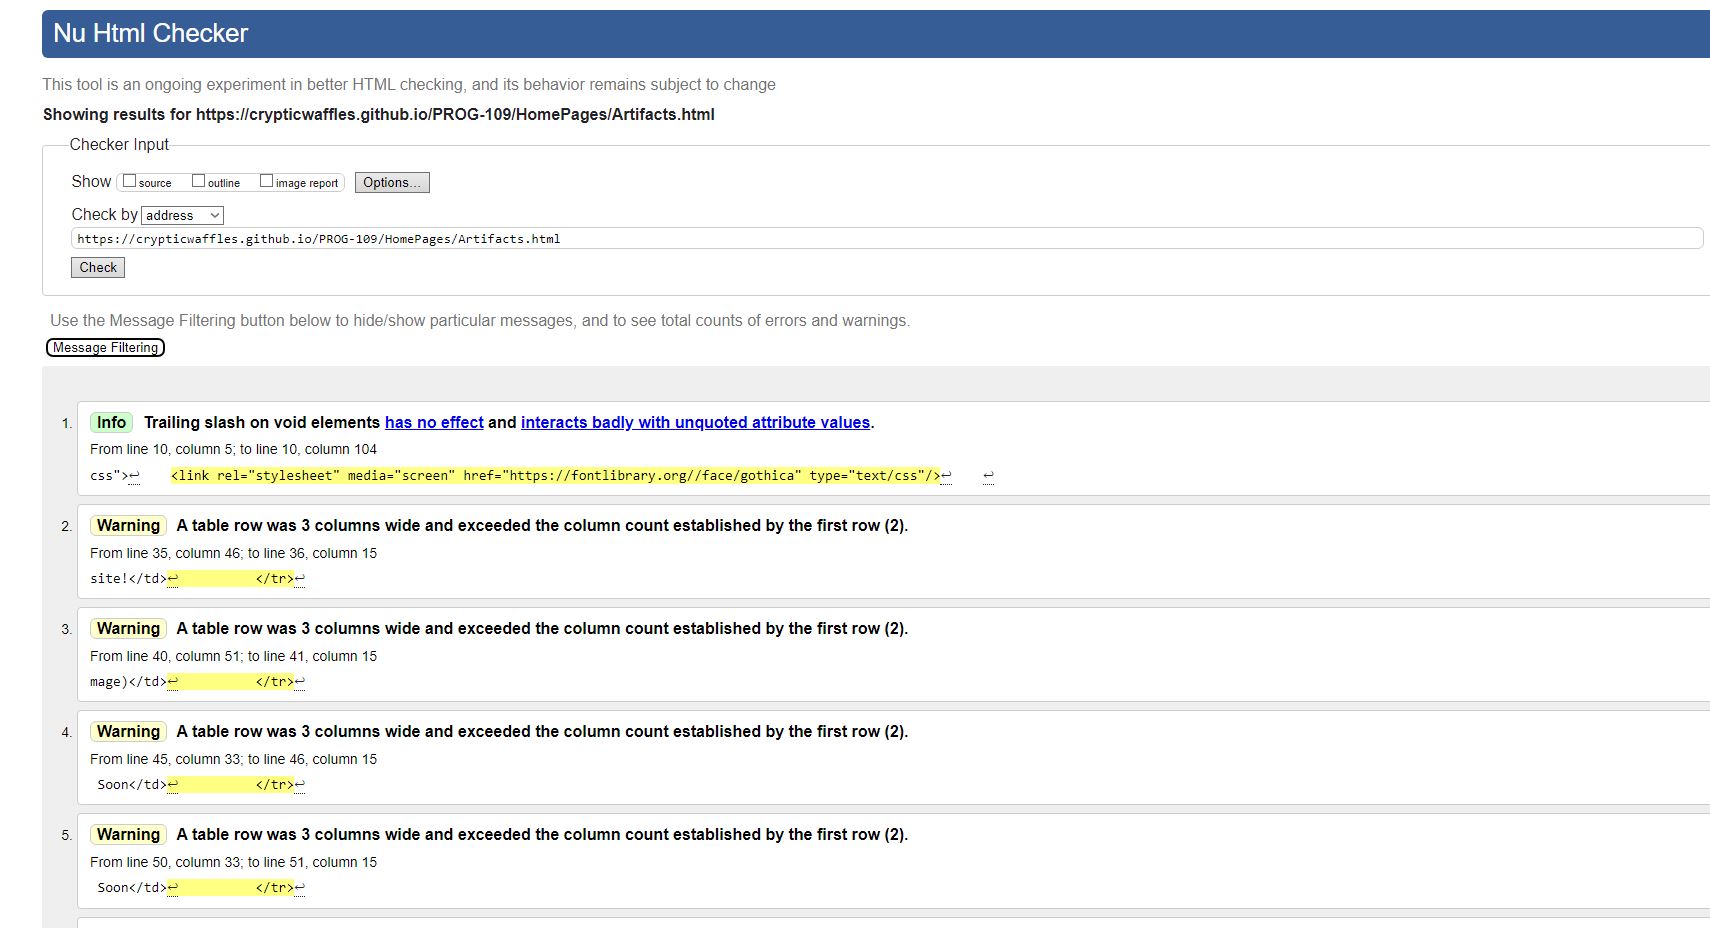 Nu Html Checker
This tool is an ongoing experiment in better HTML checking, and its behavior remains subject to change
Showing results for https://crypticwaffles.github.io/PROG-109/HomePages/Artifacts.html
Checker Input
Show source outline image report Options...
Check by address
https://crypticwaffles.github.io/PROG-109/HomePages/Artifacts.html
Check
Use the Message Filtering button below to hide/show particular messages, and to see total counts of errors and warnings.
Message Filtering
1. Info Trailing slash on void elements has no effect and interacts badly with unquoted attribute values.
From line 10, column 5; to line 10, column 104
css">↩ <link rel="stylesheet" media="screen" href="https://fontlibrary.org//face/gothica" type="text/css"/>↩ ↩
2. Warning A table row was 3 columns wide and exceeded the column count established by the first row (2).
From line 35, column 46; to line 36, column 15
site!</td>↩ </tr>↩
3. Warning A table row was 3 columns wide and exceeded the column count established by the first row (2).
From line 40, column 51; to line 41, column 15
mage)</td>↩ </tr>↩
4. Warning A table row was 3 columns wide and exceeded the column count established by the first row (2).
From line 45, column 33; to line 46, column 15
Soon</td>↩ </tr>↩
5. Warning A table row was 3 columns wide and exceeded the column count established by the first row (2).
From line 50, column 33; to line 51, column 15
Soon</td>↩ </tr>↩